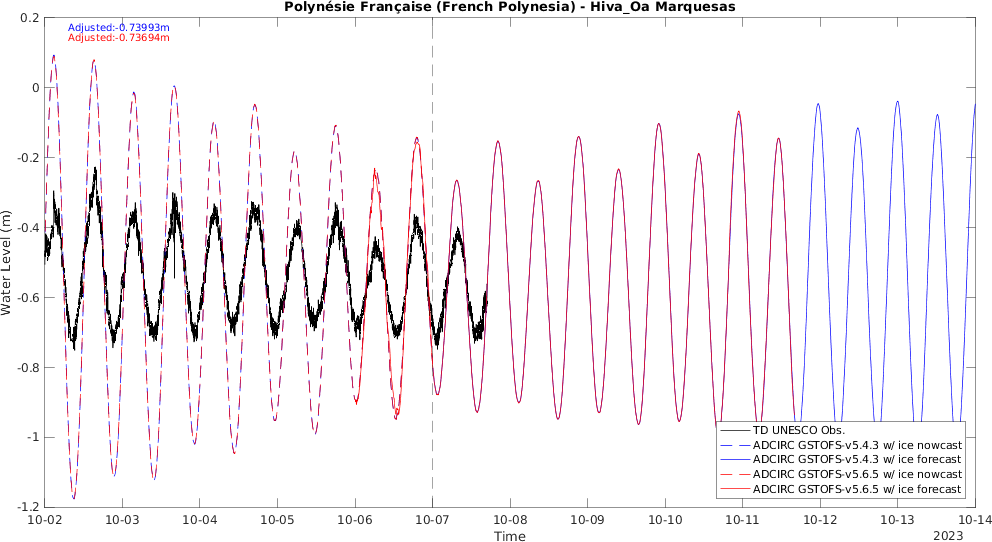 Polynésie Française (French Polynesia) - Hiva_Oa Marquesas
Adjusted:-0.73993m
Adjusted:-0.73694m
0.2
0
-0.2
-0.4
-0.6
-0.8
-1
-1.2
Water Level (m)
TD UNESCO Obs.
ADCIRC GSTOFS-v5.4.3 w/ ice nowcast
ADCIRC GSTOFS-v5.4.3 w/ ice forecast
ADCIRC GSTOFS-v5.6.5 w/ ice nowcast
ADCIRC GSTOFS-v5.6.5 w/ ice forecast
10-02 10-03 10-04 10-05 10-06 10-07 10-08 10-09 10-10 10-11 10-12 10-13 10-14
Time
2023